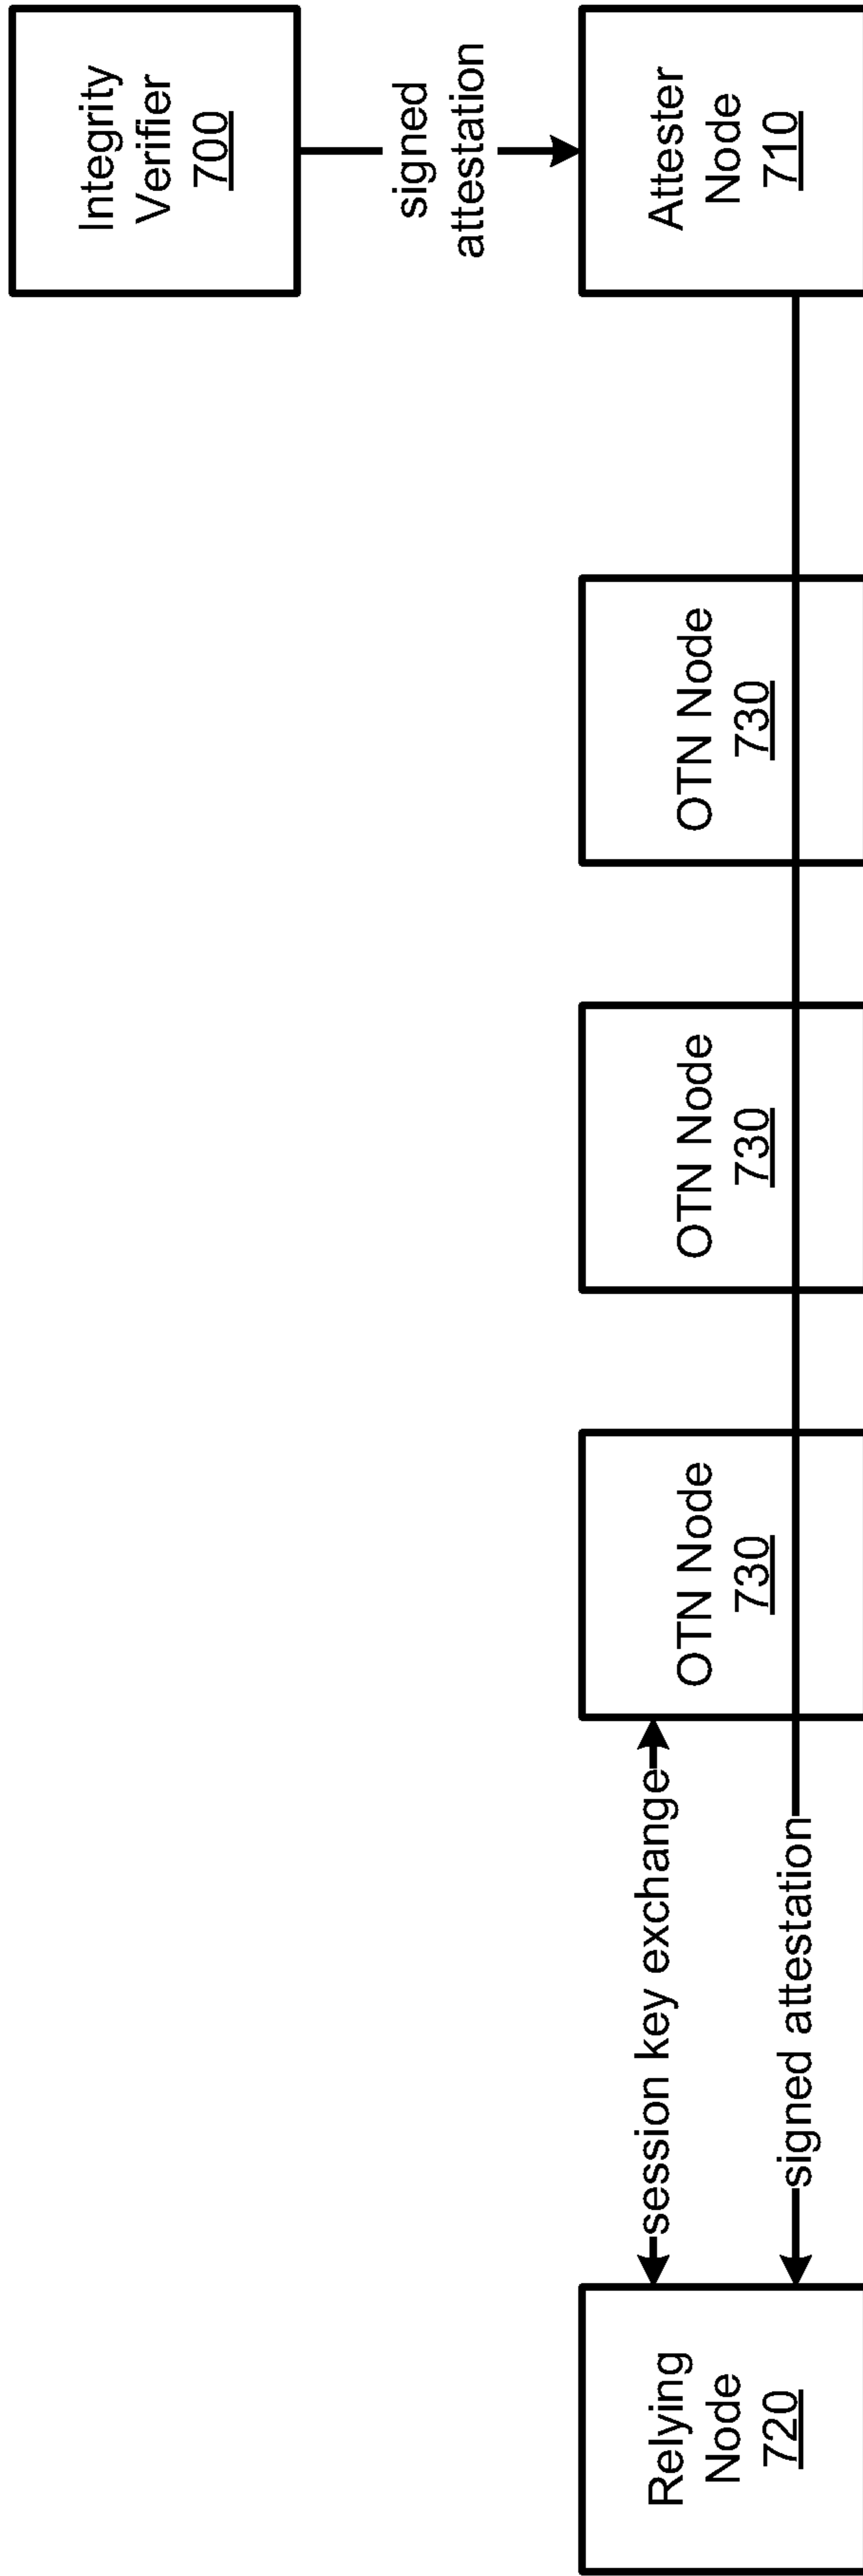 Integrity
Verifier
700
signed
attestation
Relying
Node
720
session key exchange
signed attestation
OTN Node
730
OTN Node
730
OTN Node
730
Attester
Node
710